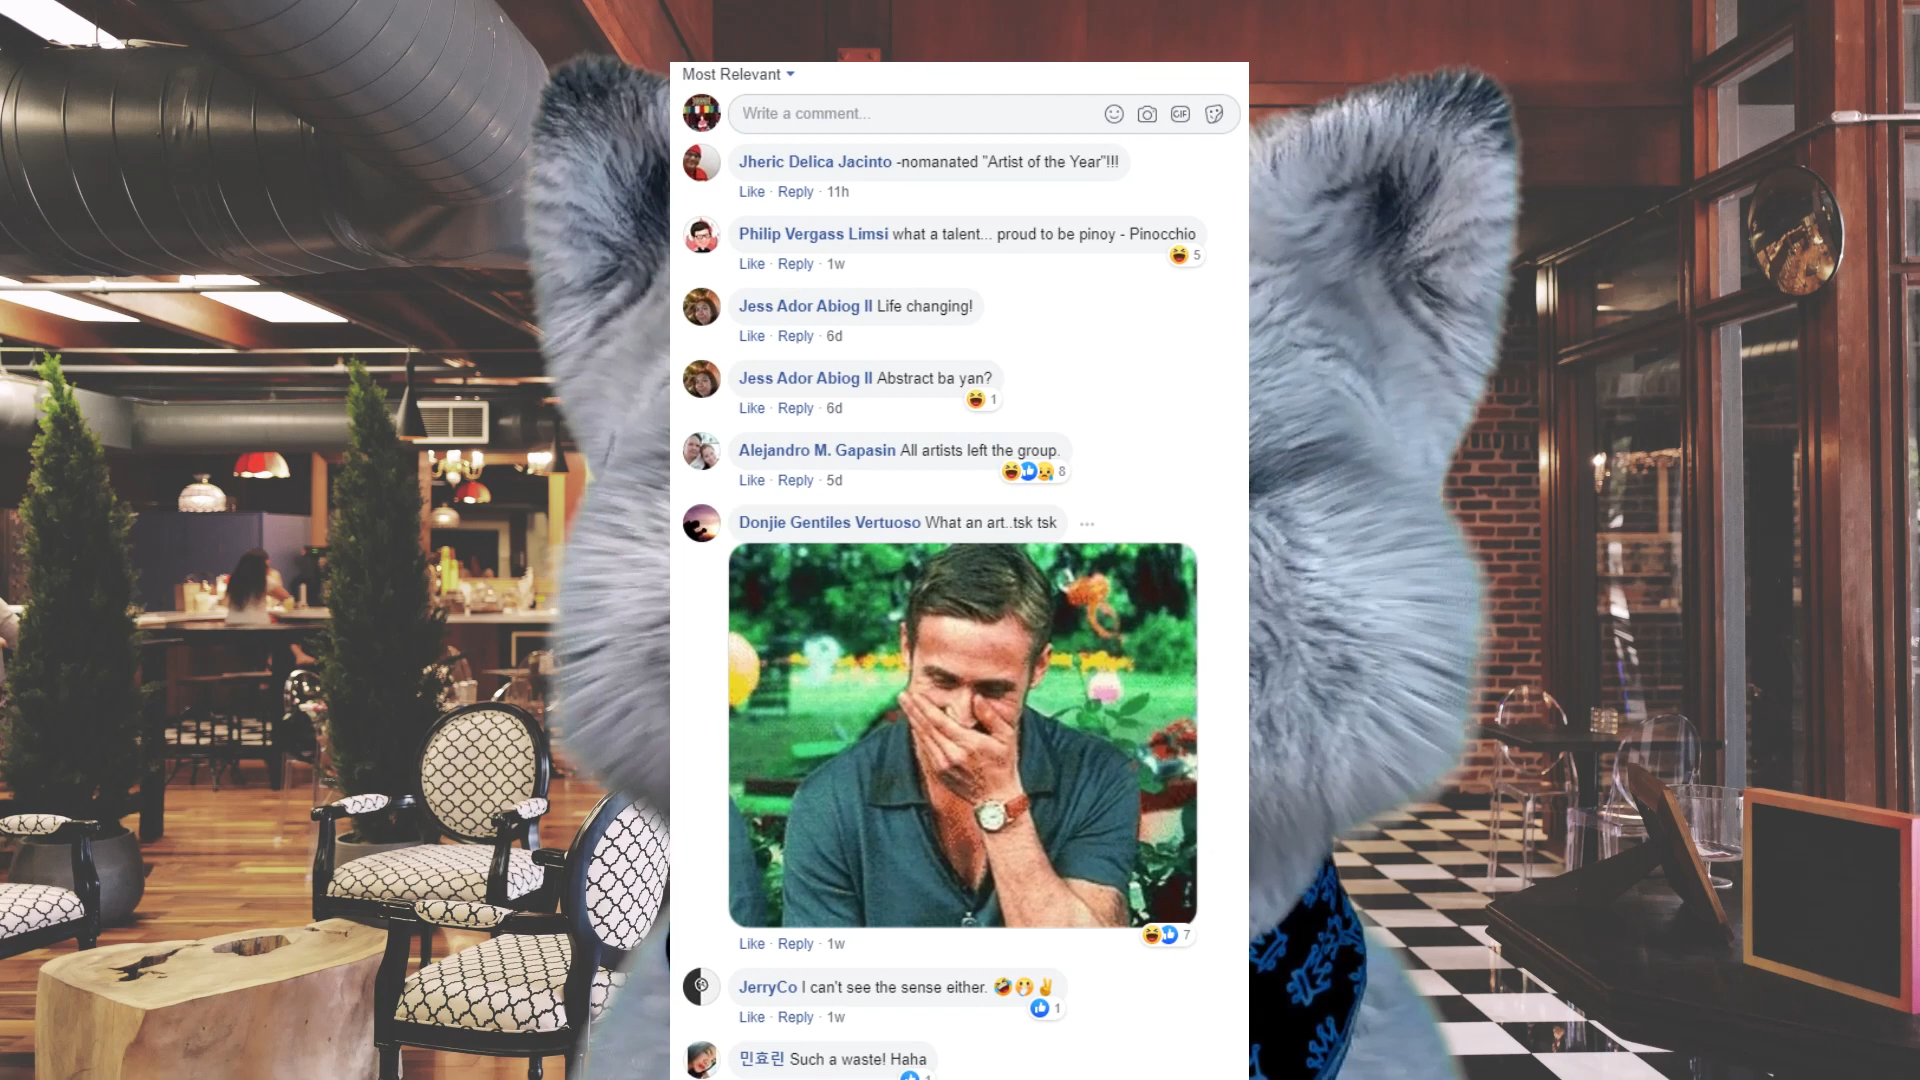 Most Relevant
Write a comment...
GIF
Jheric Delica Jacinto -nomanated "Artist of the Year"!!!
Like · Reply · 11h
Philip Vergass Limsi what a talent... proud to be pinoy - Pinocchio
5
Like · Reply · 1w
Jess Ador Abiog II Life changing!
Like · Reply · 6d
Jess Ador Abiog II Abstract ba yan?
1
Like · Reply · 6d
Alejandro M. Gapasin All artists left the group.
8
Like · Reply · 5d
Donjie Gentiles Vertuoso What an art..tsk tsk
7
Like · Reply · 1w
JerryCo I can't see the sense either. 🤣😁✌
1
Like · Reply · 1w
민효린 Such a waste! Haha
1